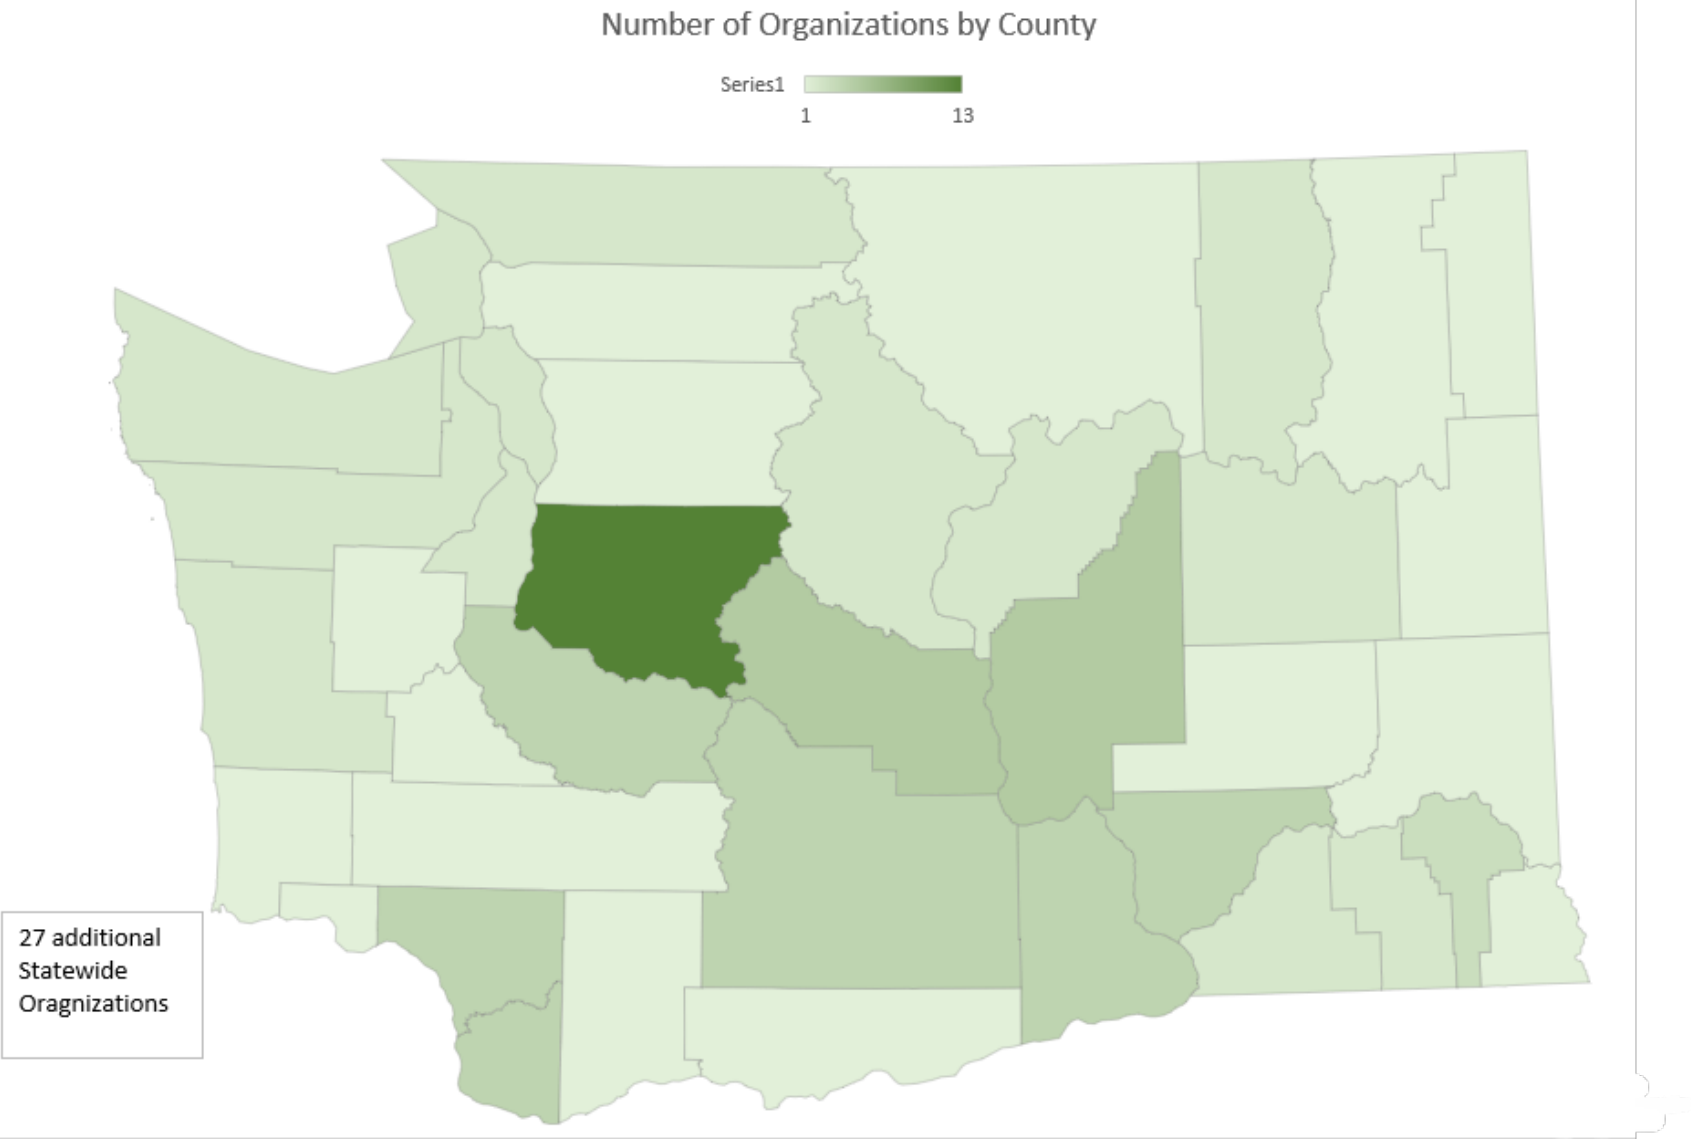 Number of Organizations by County
Series1
1 13
27 additional
Statewide
Oragnizations